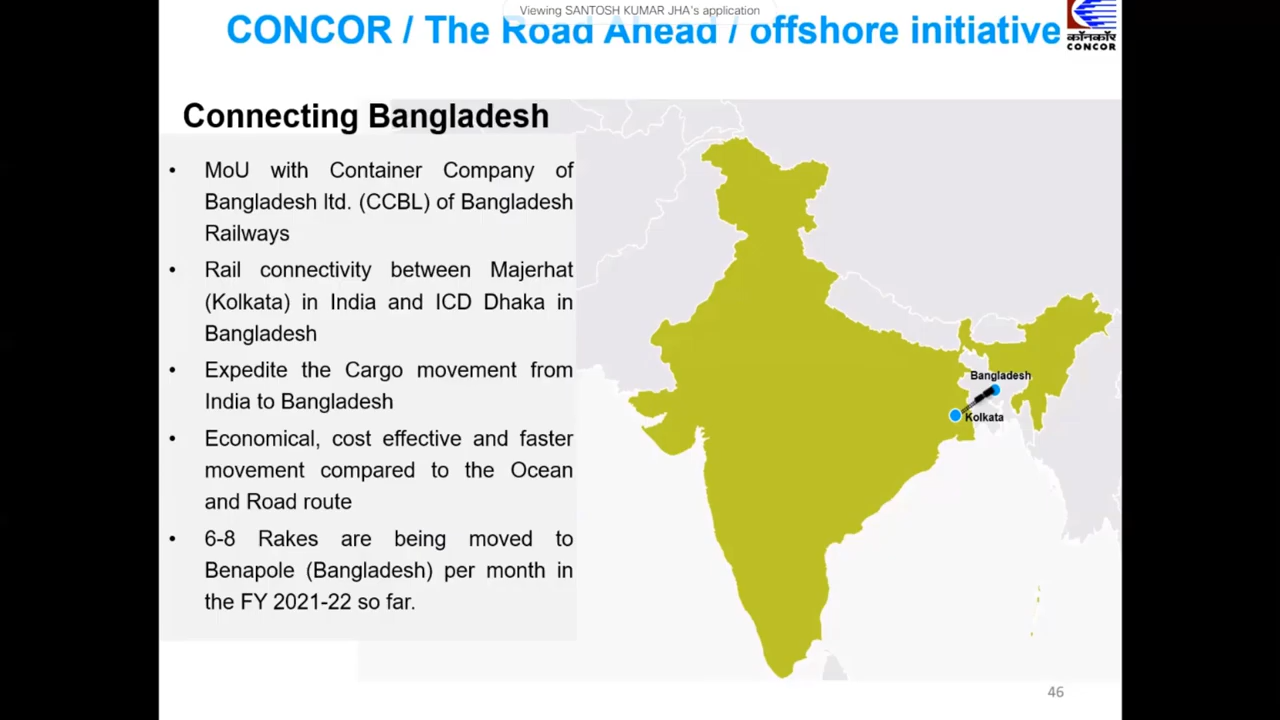 Viewing SANTOSH KUMAR JHA's application
CONCOR / The Road Ahead / offshore initiative
कॉनकॉर
CONCOR
Connecting Bangladesh
• MoU with Container Company of
Bangladesh ltd. (CCBL) of Bangladesh
Railways
• Rail connectivity between Majerhat
(Kolkata) in India and ICD Dhaka in
Bangladesh
• Expedite the Cargo movement from
India to Bangladesh
• Economical, cost effective and faster
movement compared to the Ocean
and Road route
• 6-8 Rakes are being moved to
Benapole (Bangladesh) per month in
the FY 2021-22 so far.
Bangladesh
Kolkata
46